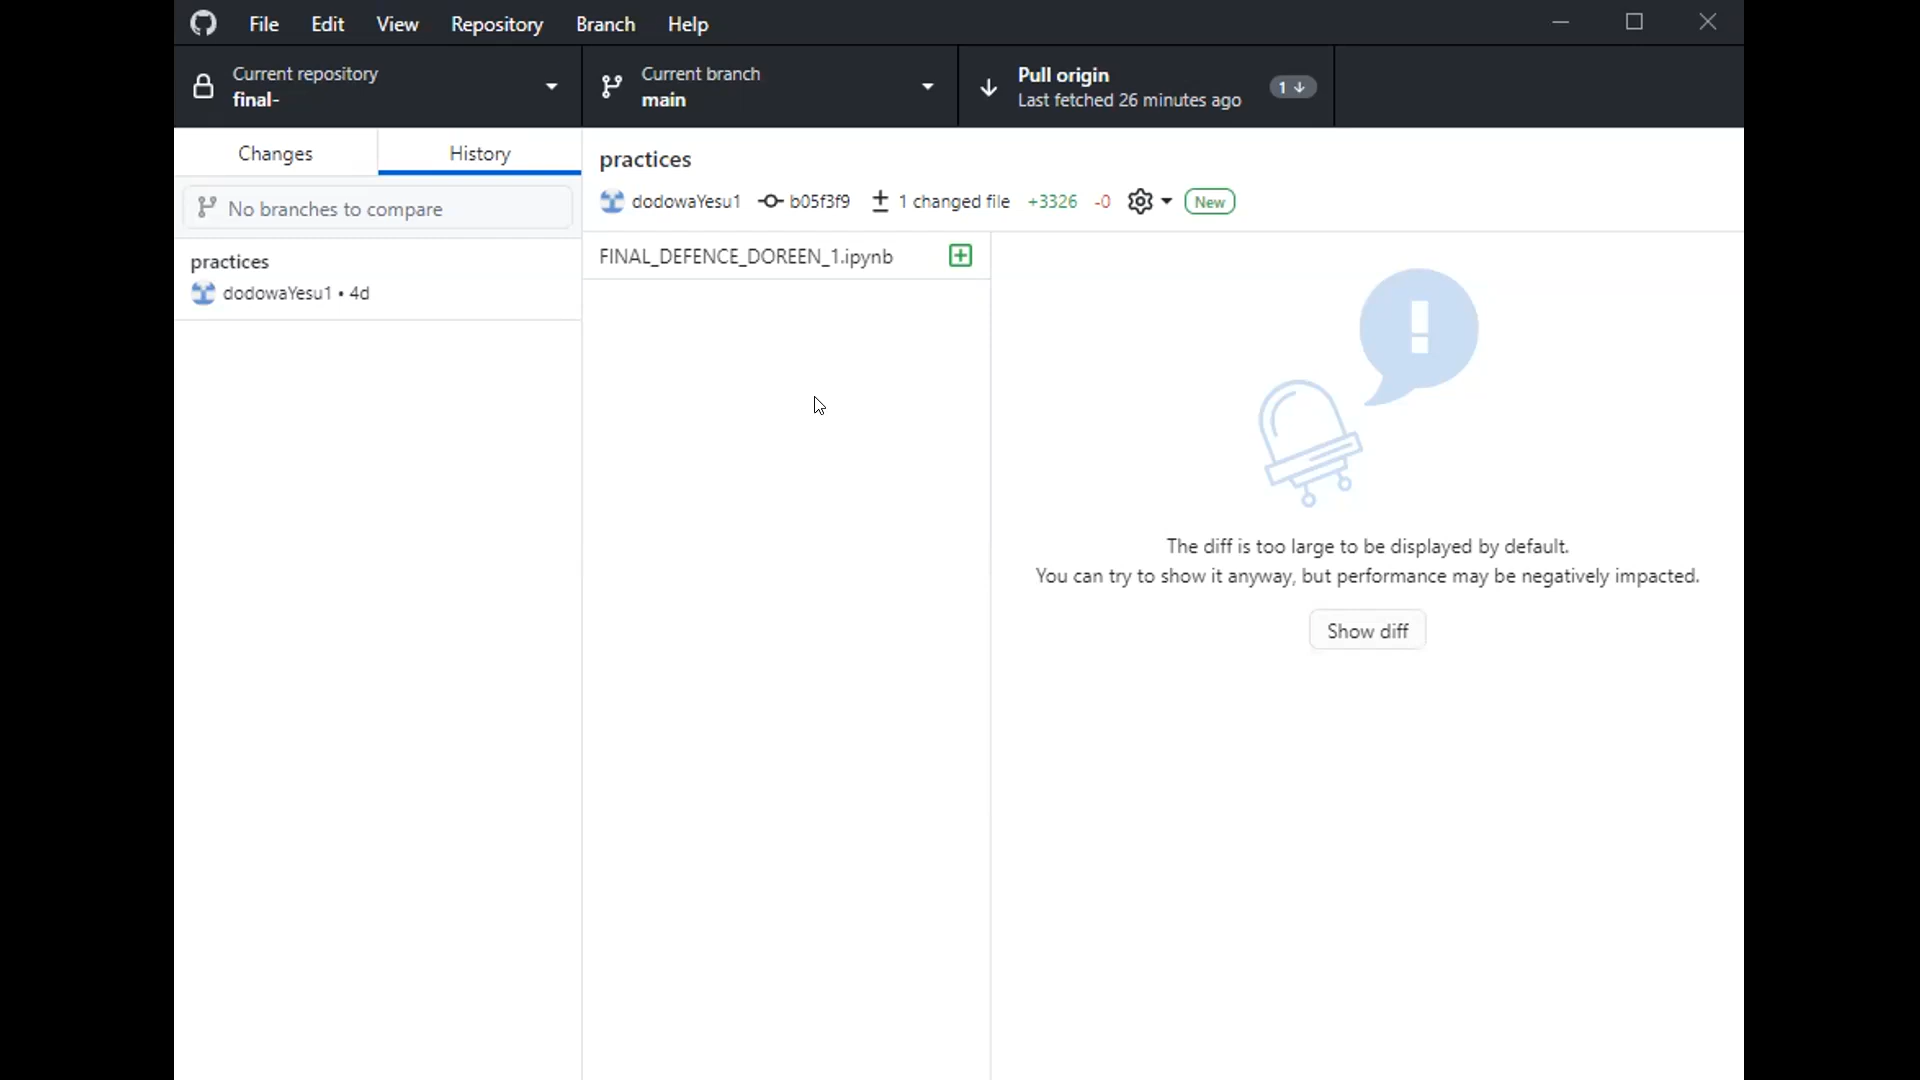 File Edit View Repository Branch Help
Current repository
final-
Current branch
main
Pull origin
Last fetched 26 minutes ago
1
Changes
History
No branches to compare
practices
dodowaYesu1 • 4d
practices
dodowaYesu1 b05f3f9 1 changed file +3326 -0 New
FINAL_DEFENCE_DOREEN_1.ipynb
The diff is too large to be displayed by default.
You can try to show it anyway, but performance may be negatively impacted.
Show diff